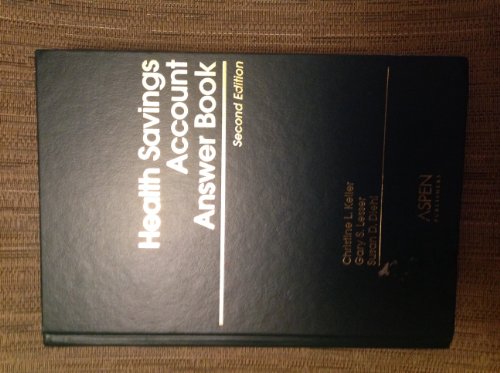 Health Savings
Account
Answer Book
Second Edition
Christine L. Keller
Gary S. Lesser
Susan D. Diehl
ASPEN
PUBLISHERS